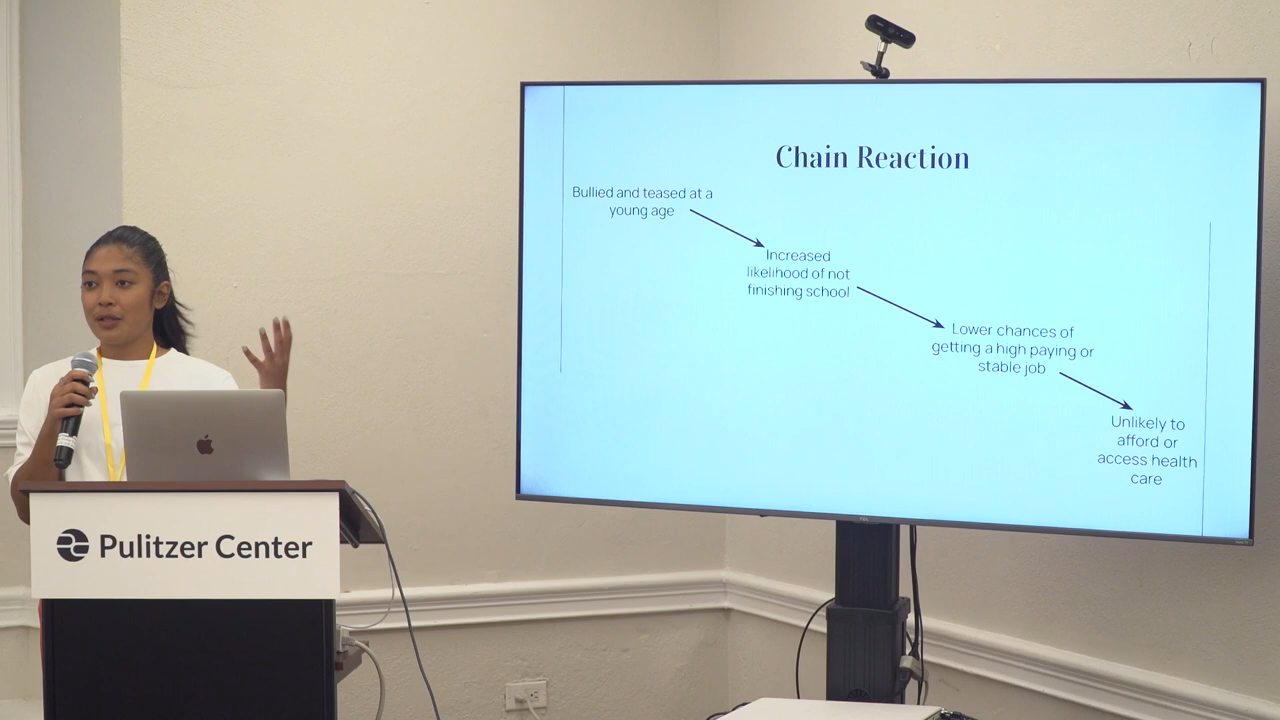 Chain Reaction
Bullied and teased at a
young age
Increased
likelihood of not
finishing school
Lower chances of
getting a high paying or
stable job
Unlikely to
afford or
access health
care
Pulitzer Center